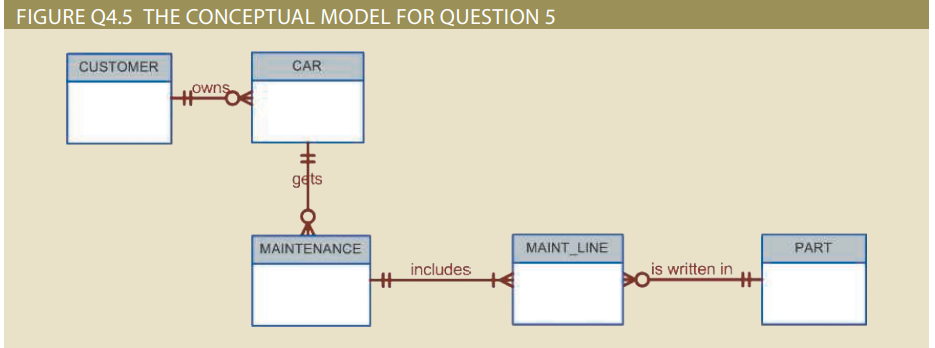 FIGURE Q4.5 THE CONCEPTUAL MODEL FOR QUESTION 5
CUSTOMER
owns
CAR
gets
MAINTENANCE
includes
MAINT_LINE
is written in
PART